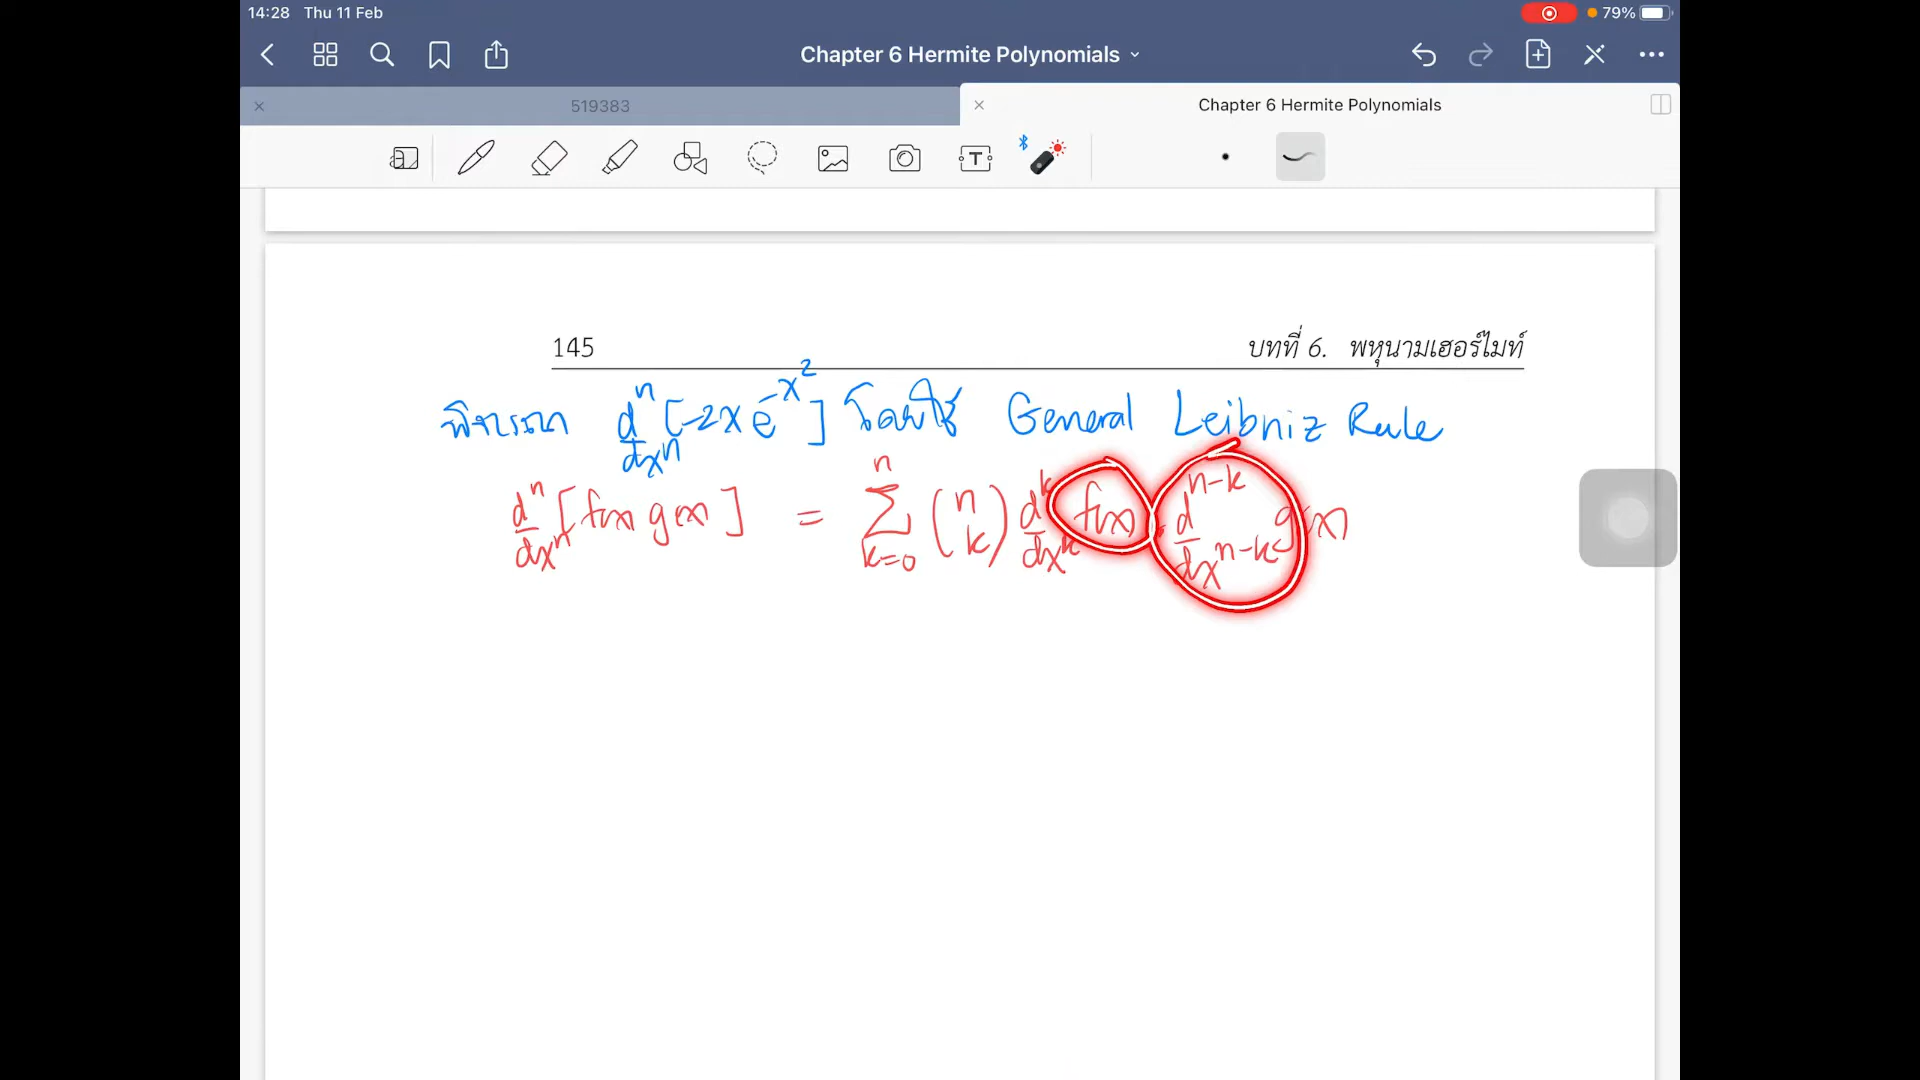 14:28 Thu 11 Feb 79%
Chapter 6 Hermite Polynomials
519383
Chapter 6 Hermite Polynomials
T
145 บทที่ 6. พหุนามเฮอร์ไมท์
พิจารณา d^n/dx^n [-2x e^{-x^2}] โดยใช้ General Leibniz Rule
d^n/dx^n [f(x) g(x)] = \sum_{k=0}^{n} \binom{n}{k} d^k/dx^k f(x) · d^{n-k}/dx^{n-k} g(x)